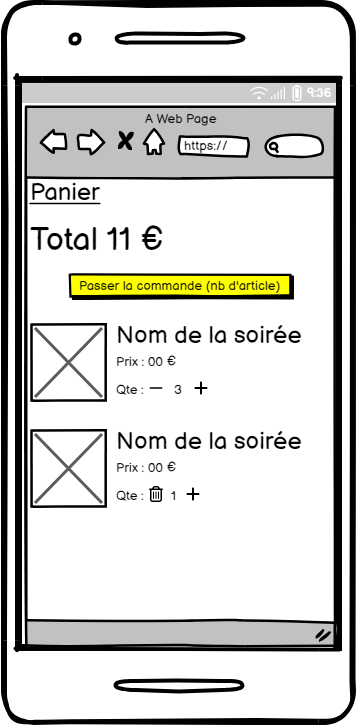 9:36
A Web Page
https://
Panier
Total 11 €
Passer la commande (nb d'article)
Nom de la soirée
Prix : 00 €
Qte : — 3 +
Nom de la soirée
Prix : 00 €
Qte : 1 +